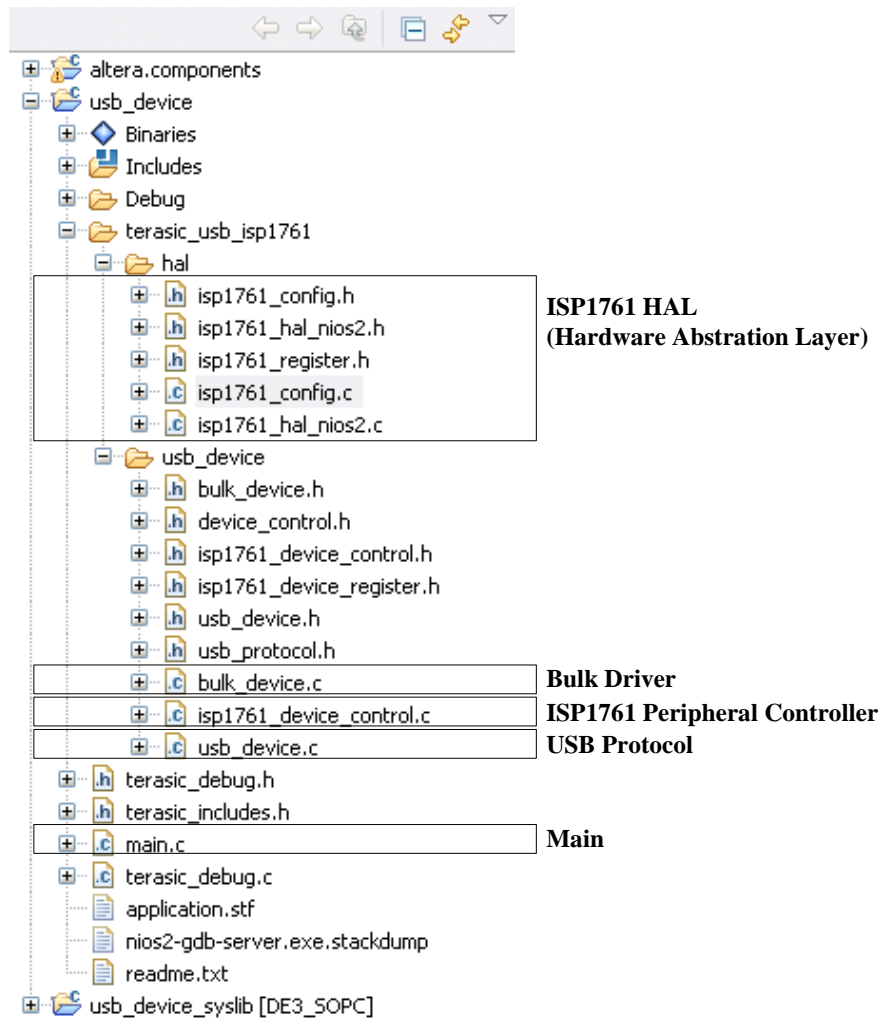 altera.components
usb_device
Binaries
Includes
Debug
terasic_usb_isp1761
hal
isp1761_config.h
isp1761_hal_nios2.h
isp1761_register.h
isp1761_config.c
isp1761_hal_nios2.c
ISP1761 HAL
(Hardware Abstration Layer)
usb_device
bulk_device.h
device_control.h
isp1761_device_control.h
isp1761_device_register.h
usb_device.h
usb_protocol.h
bulk_device.c Bulk Driver
isp1761_device_control.c ISP1761 Peripheral Controller
usb_device.c USB Protocol
terasic_debug.h
terasic_includes.h
main.c Main
terasic_debug.c
application.stf
nios2-gdb-server.exe.stackdump
readme.txt
usb_device_syslib [DE3_SOPC]